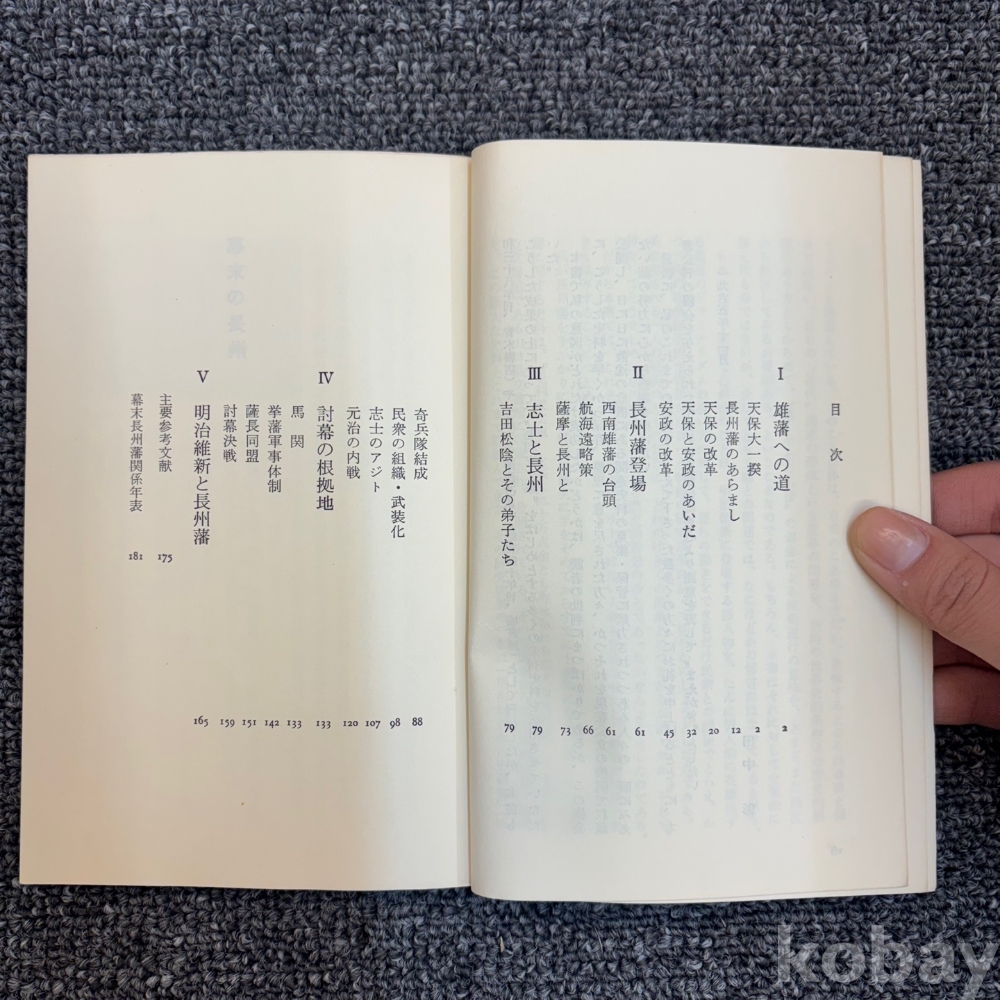 目次
I 雄藩への道 2
天保大一揆 2
長州藩のあらまし 12
天保の改革 20
天保と安政のあいだ 32
安政の改革 45
II 長州藩登場 61
西南雄藩の台頭 61
航海遠略策 66
薩摩と長州と 73
III 志士と長州 79
吉田松陰とその弟子たち 79
奇兵隊結成 88
民衆の組織・武装化 98
志士のアジト 107
元治の内戦 120
IV 討幕の根拠地 133
馬関 133
挙藩軍事体制 142
薩長同盟 151
討幕決戦 159
V 明治維新と長州藩 165
主要参考文献 175
幕末長州藩関係年表 181
幕末の長州
kobay